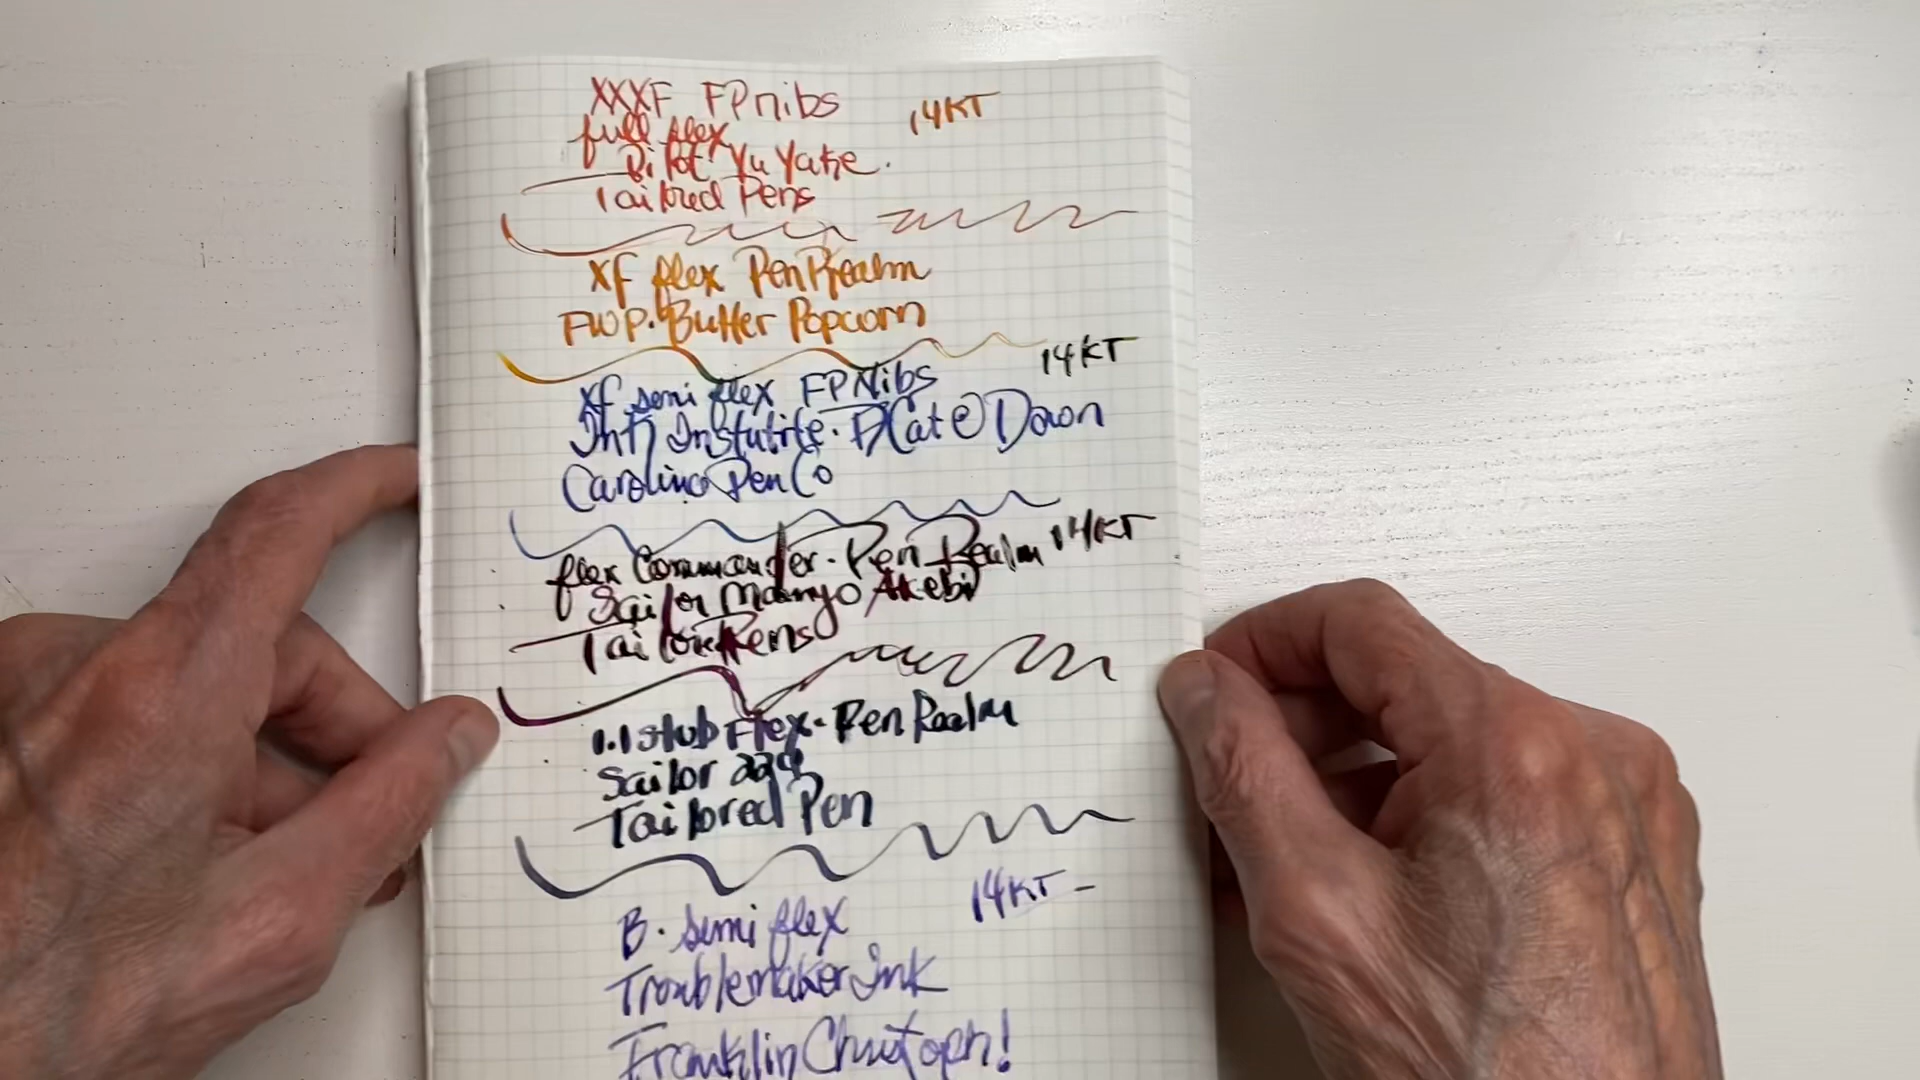 XXXF FPnibs 14KT
full flex
Pilot Yu Yake.
Tailored Pens
XF flex PenRealm
FWP. Butter Popcorn
14KT
XF semi flex FPNibs
Ink Institute. Cat @ Dawn
Carolina Pen Co
flex Commander. Pen Realm 14KT
Sailor Manyo Akebi
Tailored Pens
1.1 stub Flex. Pen Realm
Sailor 224
Tailored Pen
14KT -
B. semi flex
Troublemaker Ink
Franklin Christoph!